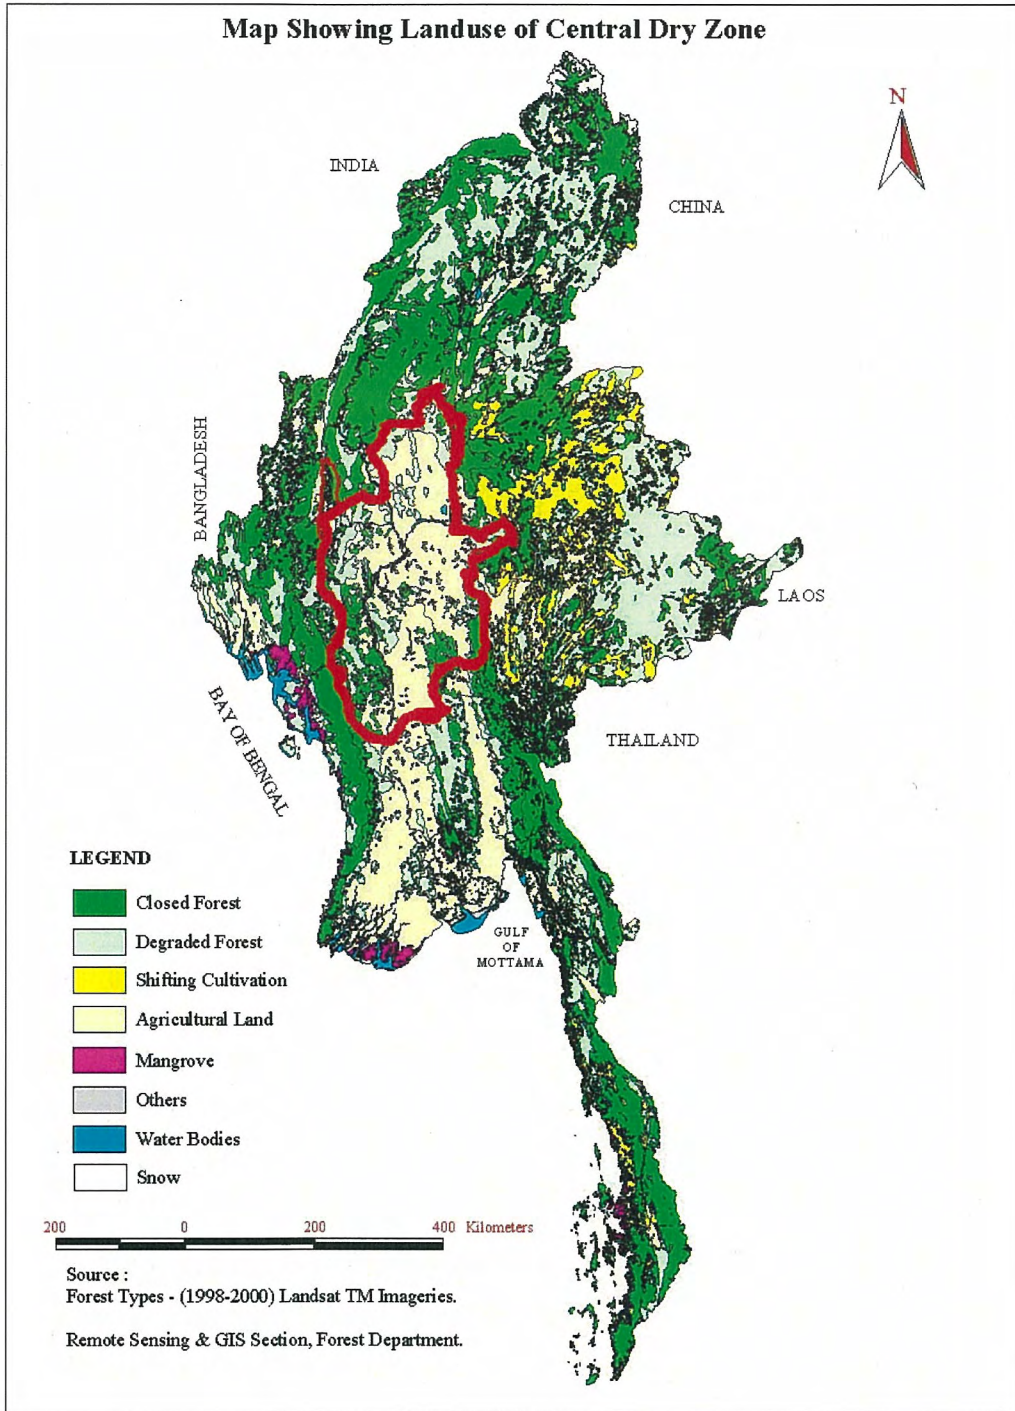 Map Showing Landuse of Central Dry Zone
N
INDIA
CHINA
BANGLADESH
LAOS
BAY OF BENGAL
THAILAND
GULF
OF
MOTTAMA
LEGEND
Closed Forest
Degraded Forest
Shifting Cultivation
Agricultural Land
Mangrove
Others
Water Bodies
Snow
200 0 200 400 Kilometers
Source :
Forest Types - (1998-2000) Landsat TM Imageries.
Remote Sensing & GIS Section, Forest Department.